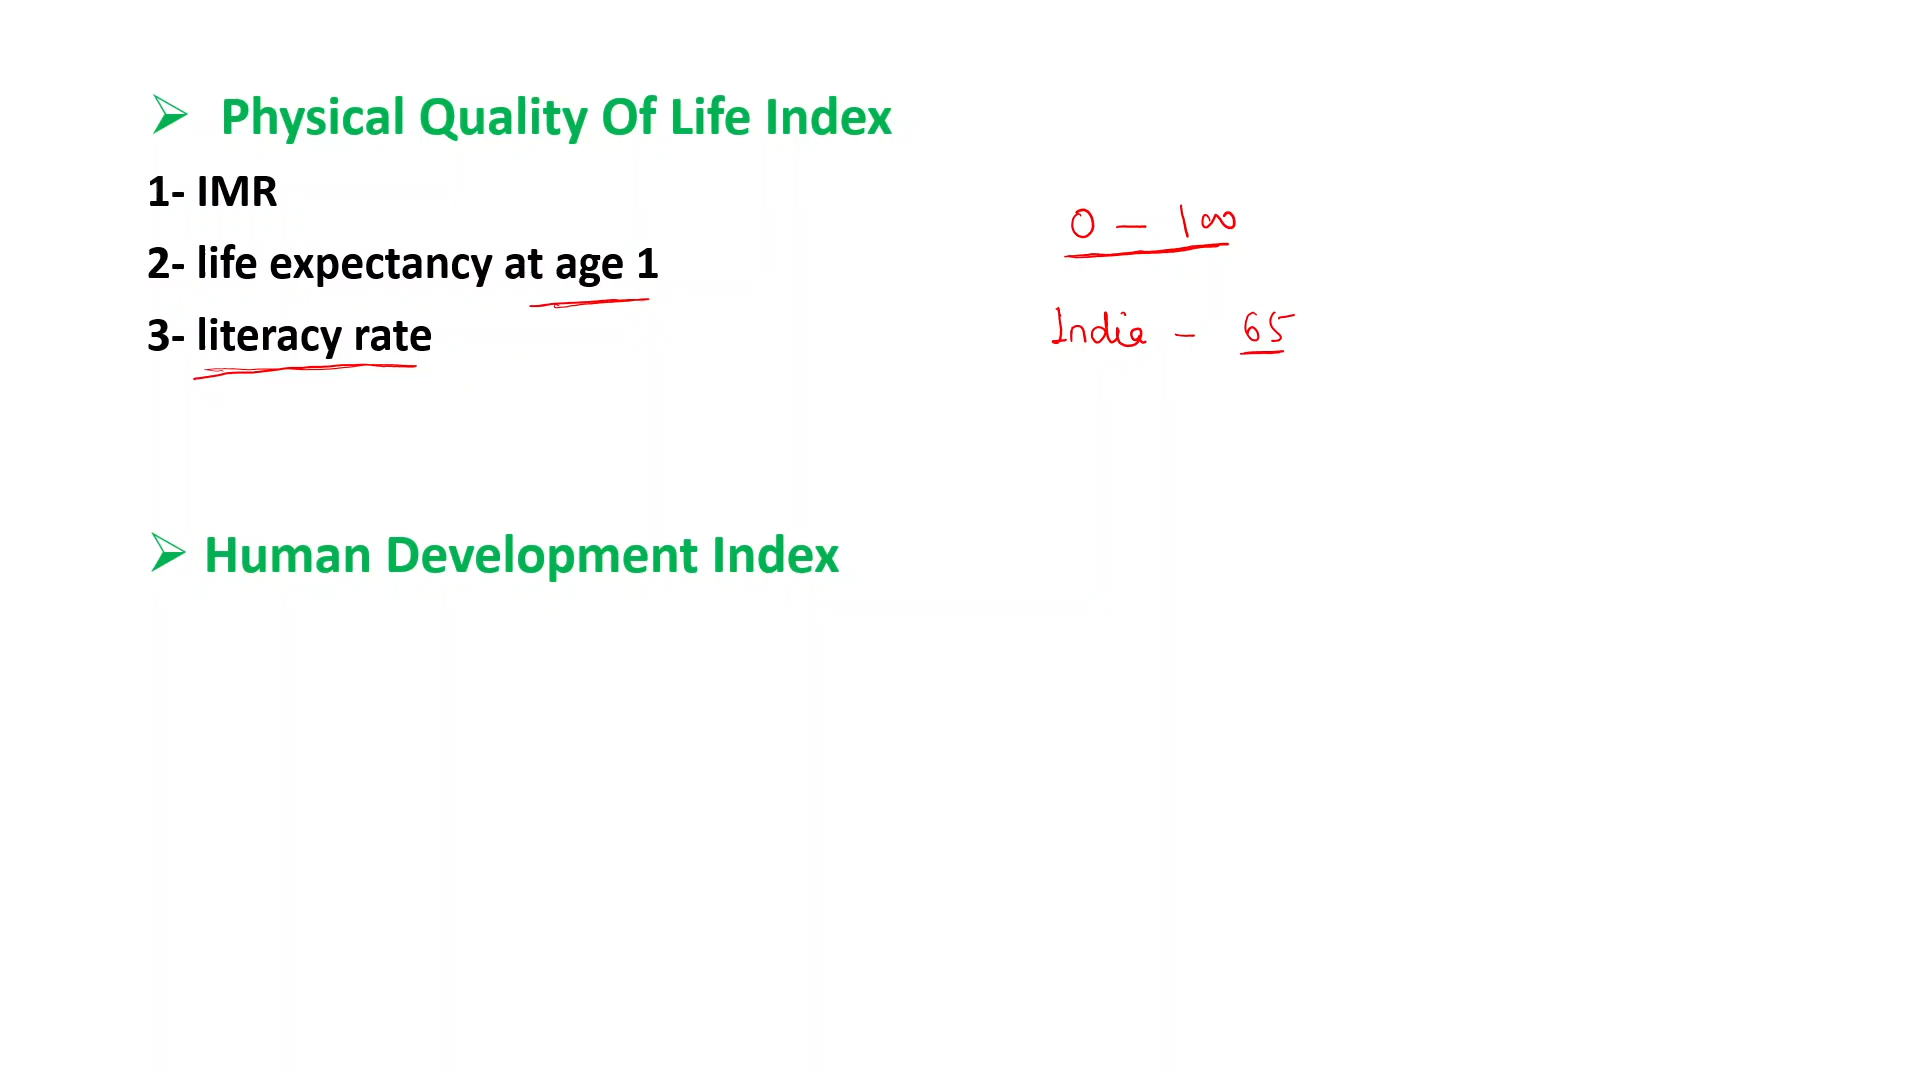 ➢ Physical Quality Of Life Index
1- IMR
2- life expectancy at age 1
3- literacy rate
0 – 100
India – 65
➢ Human Development Index